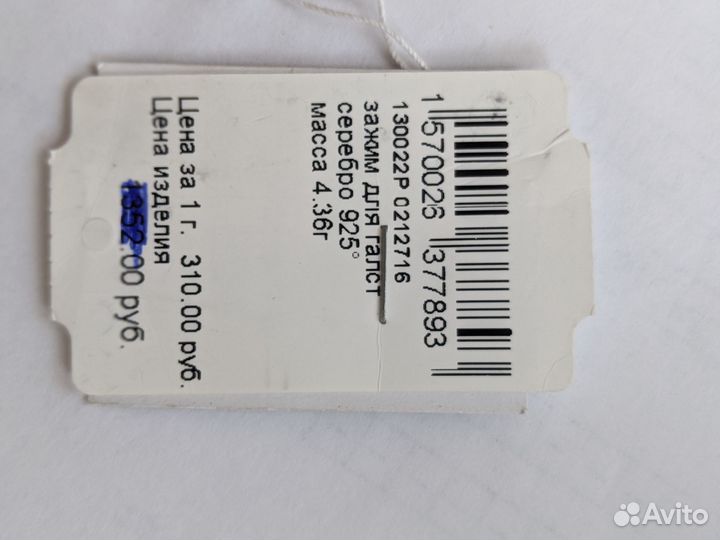 1 570026 377893
130022Р 0212716
зажим для галст
серебро 925°
масса 4.36г
Цена за 1 г. 310.00 руб.
Цена изделия
1352.00 руб.
Avito